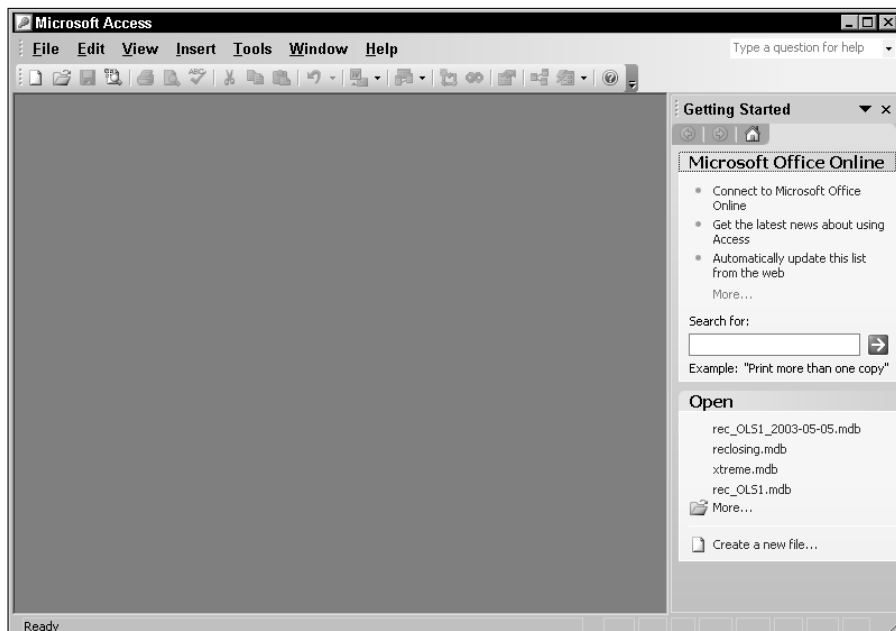 Microsoft Access
File Edit View Insert Tools Window Help
Type a question for help
Getting Started
Microsoft Office Online
Connect to Microsoft Office
Online
Get the latest news about using
Access
Automatically update this list
from the web
More...
Search for:
Example: "Print more than one copy"
Open
rec_OLS1_2003-05-05.mdb
reclosing.mdb
xtreme.mdb
rec_OLS1.mdb
More...
Create a new file...
Ready